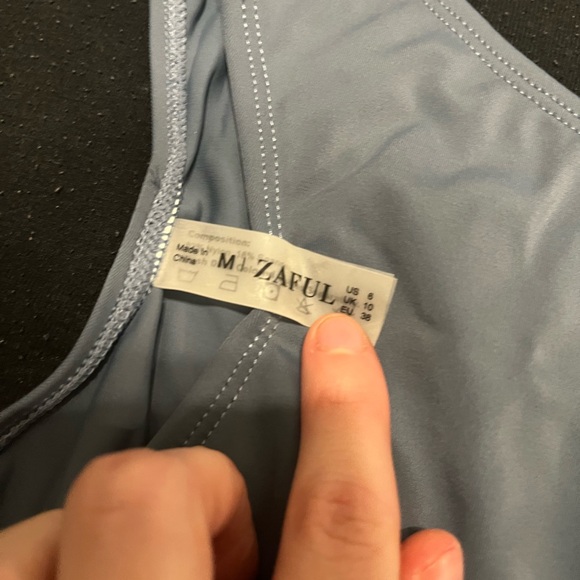 Composition:
Made In
China
M | ZAFUL
US 6
UK 10
EU 38